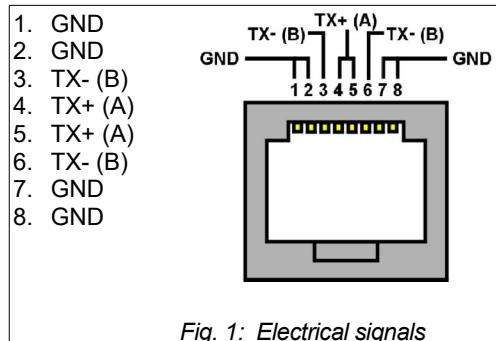 1. GND
2. GND
3. TX- (B)
4. TX+ (A)
5. TX+ (A)
6. TX- (B)
7. GND
8. GND
TX+ (A)
TX- (B) TX- (B)
GND GND
1 2 3 4 5 6 7 8
Fig. 1: Electrical signals